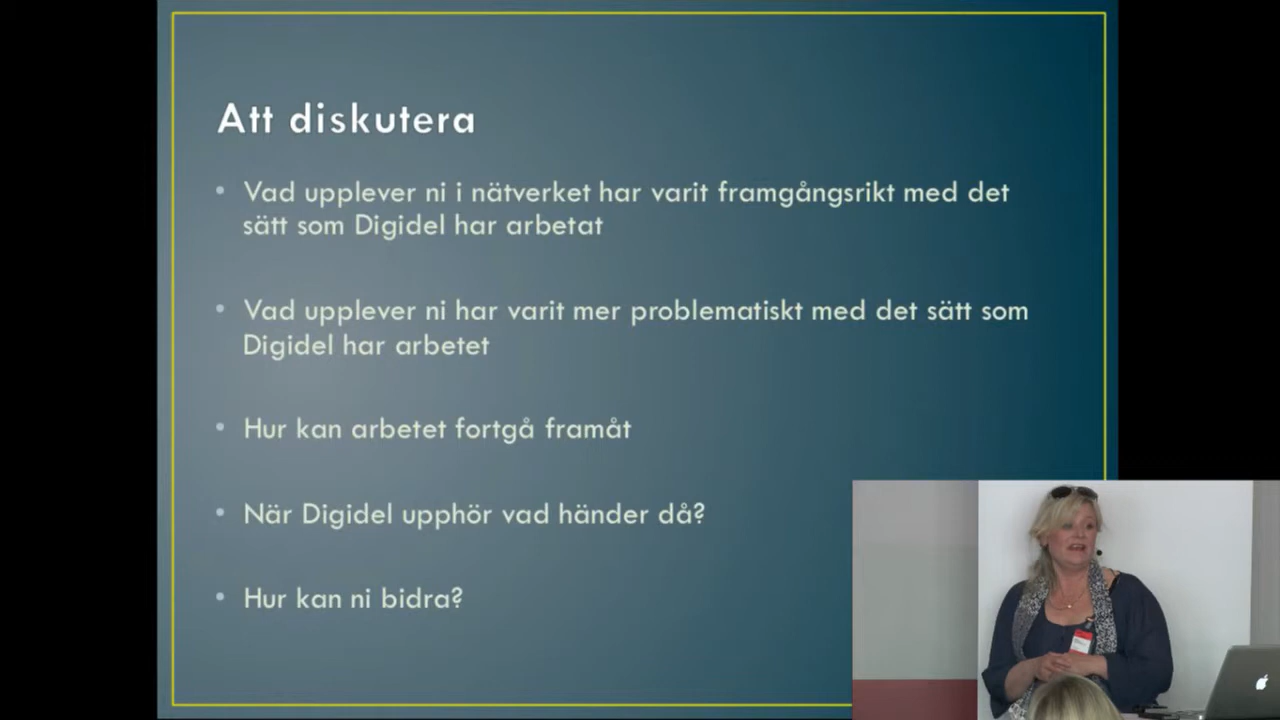 Att diskutera
• Vad upplever ni i nätverket har varit framgångsrikt med det
sätt som Digidel har arbetat
• Vad upplever ni har varit mer problematiskt med det sätt som
Digidel har arbetet
• Hur kan arbetet fortgå framåt
• När Digidel upphör vad händer då?
• Hur kan ni bidra?